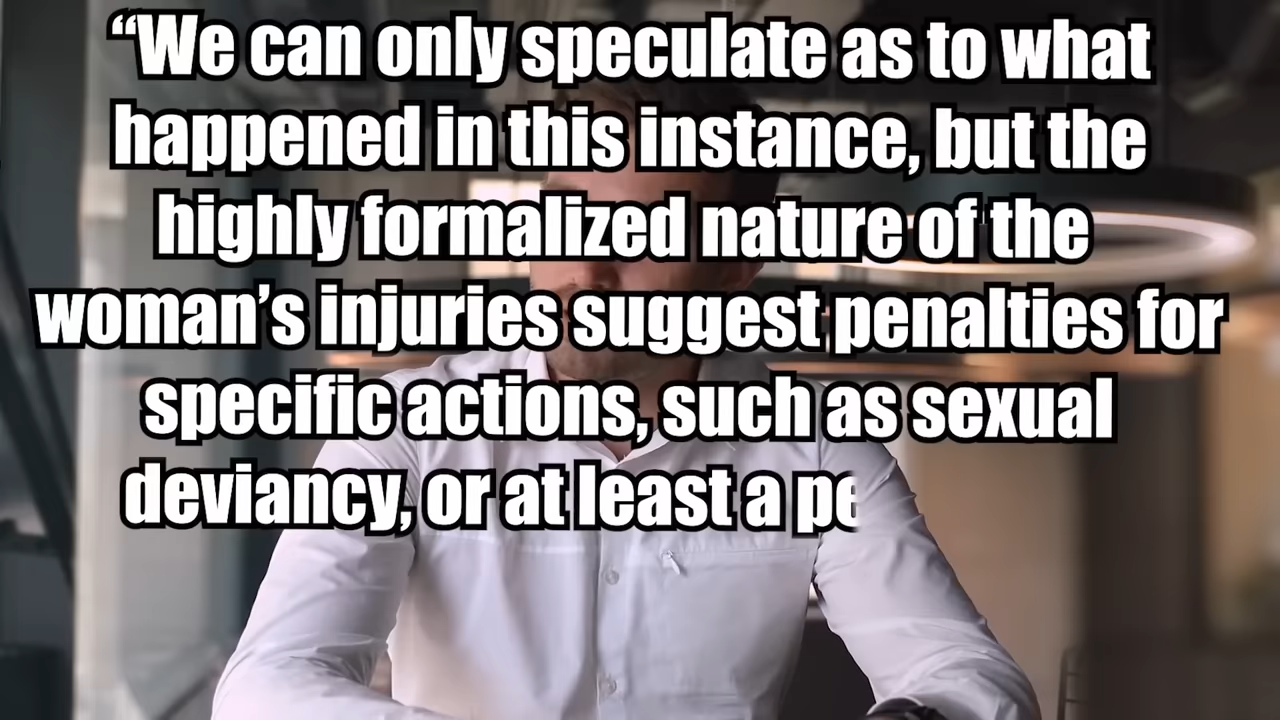 “We can only speculate as to what
happened in this instance, but the
highly formalized nature of the
woman’s injuries suggest penalties for
specific actions, such as sexual
deviancy, or at least a pe